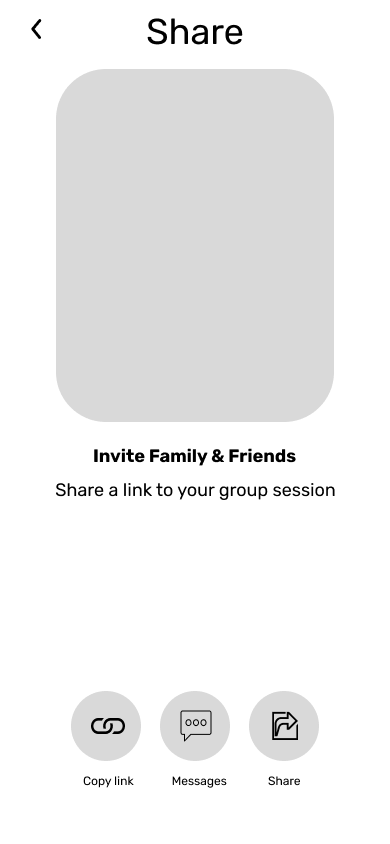 Share
Invite Family & Friends
Share a link to your group session
Copy link
Messages
Share